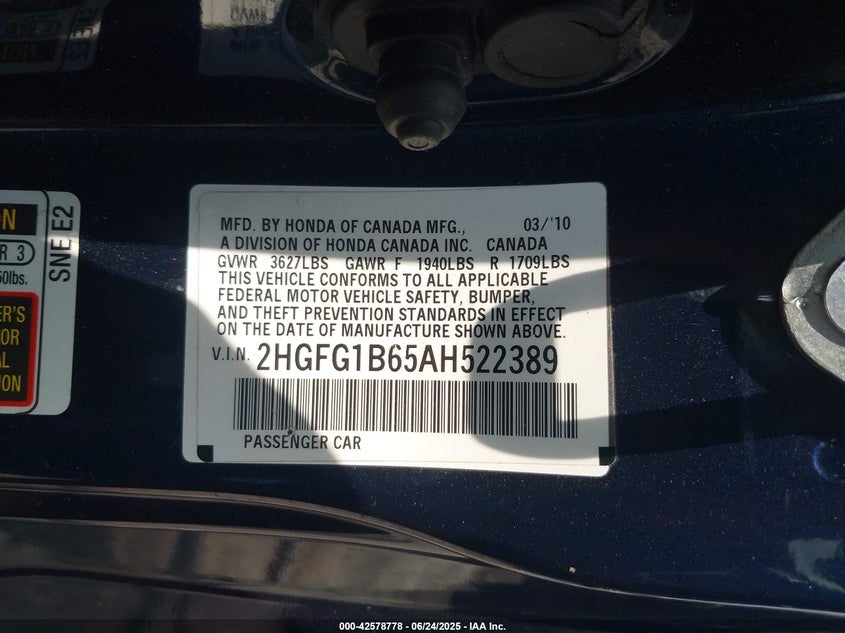 MFD. BY HONDA OF CANADA MFG., 03/'10
A DIVISION OF HONDA CANADA INC. CANADA
GVWR 3627LBS GAWR F 1940LBS R 1709LBS
THIS VEHICLE CONFORMS TO ALL APPLICABLE
FEDERAL MOTOR VEHICLE SAFETY, BUMPER,
AND THEFT PREVENTION STANDARDS IN EFFECT
ON THE DATE OF MANUFACTURE SHOWN ABOVE.
V.I.N. 2HGFG1B65AH522389
PASSENGER CAR
SNE E2
R 3
50lbs.
000-42578778 - 06/24/2025 - IAA Inc.